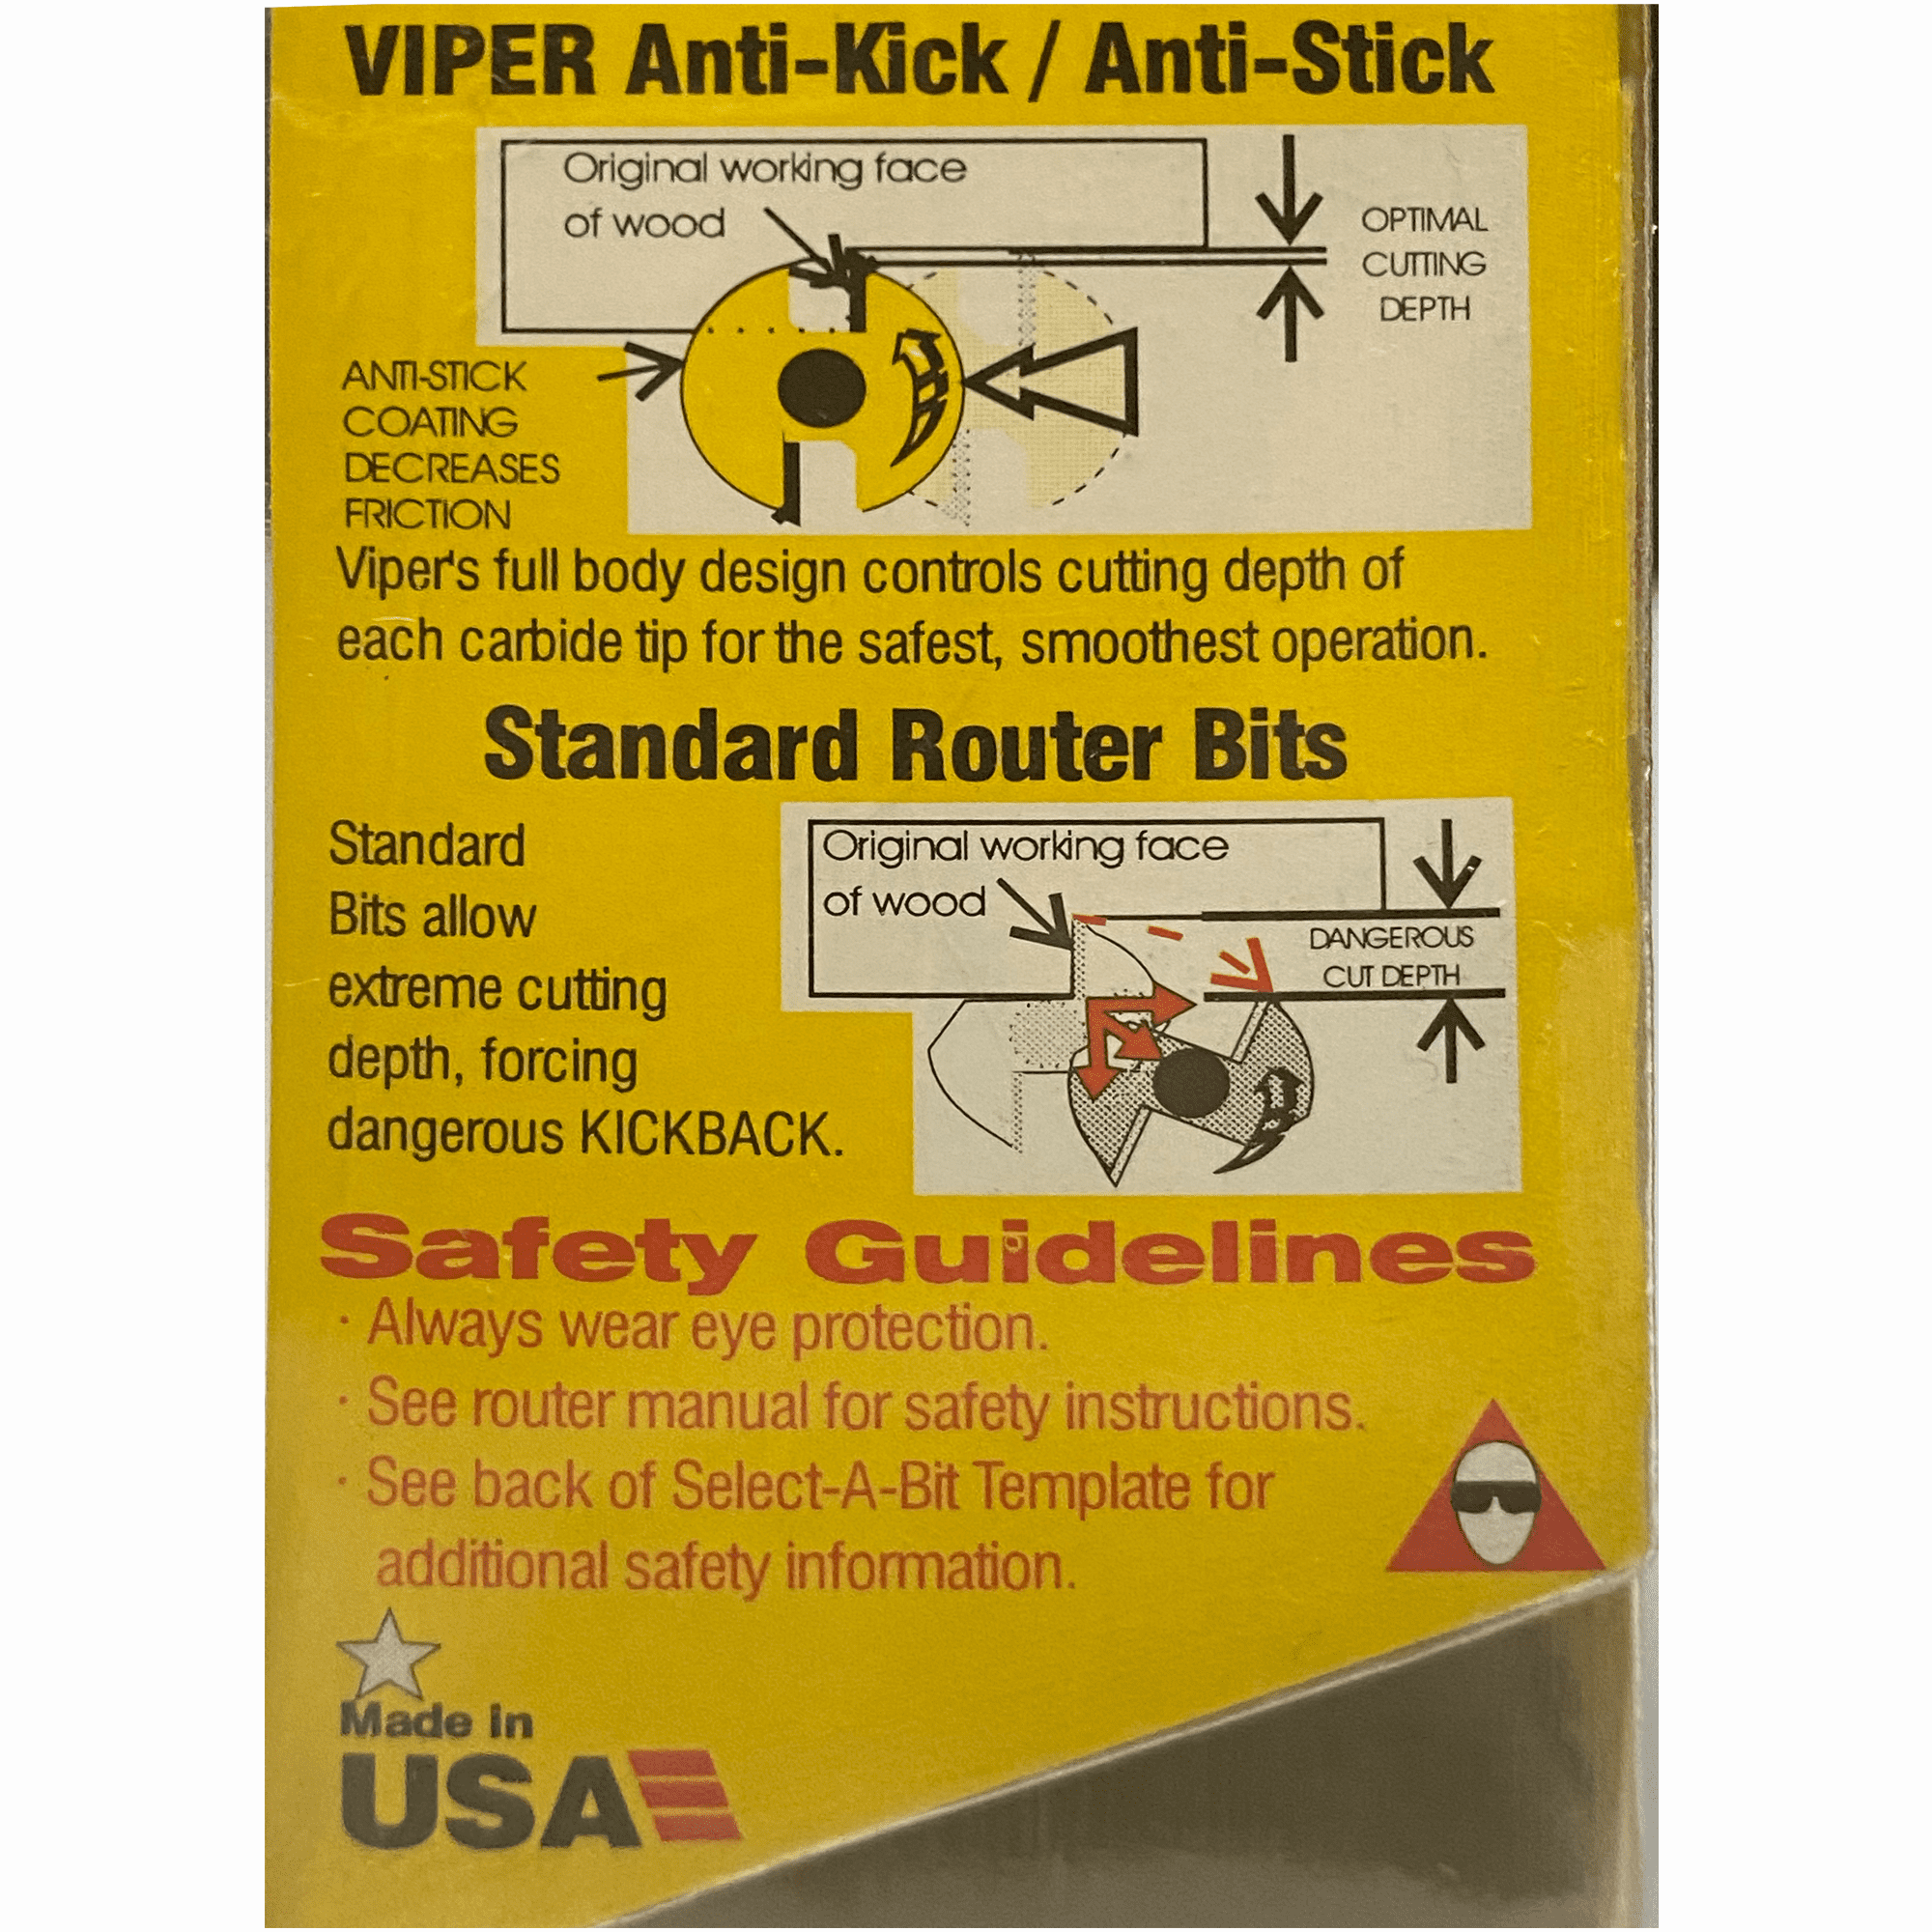 VIPER Anti-Kick / Anti-Stick
Original working face
of wood
OPTIMAL
CUTTING
DEPTH
ANTI-STICK
COATING
DECREASES
FRICTION
Viper's full body design controls cutting depth of
each carbide tip for the safest, smoothest operation.
Standard Router Bits
Standard
Bits allow
extreme cutting
depth, forcing
dangerous KICKBACK.
Original working face
of wood
DANGEROUS
CUT DEPTH
Safety Guidelines
· Always wear eye protection.
· See router manual for safety instructions.
· See back of Select-A-Bit Template for
additional safety information.
Made in
USA